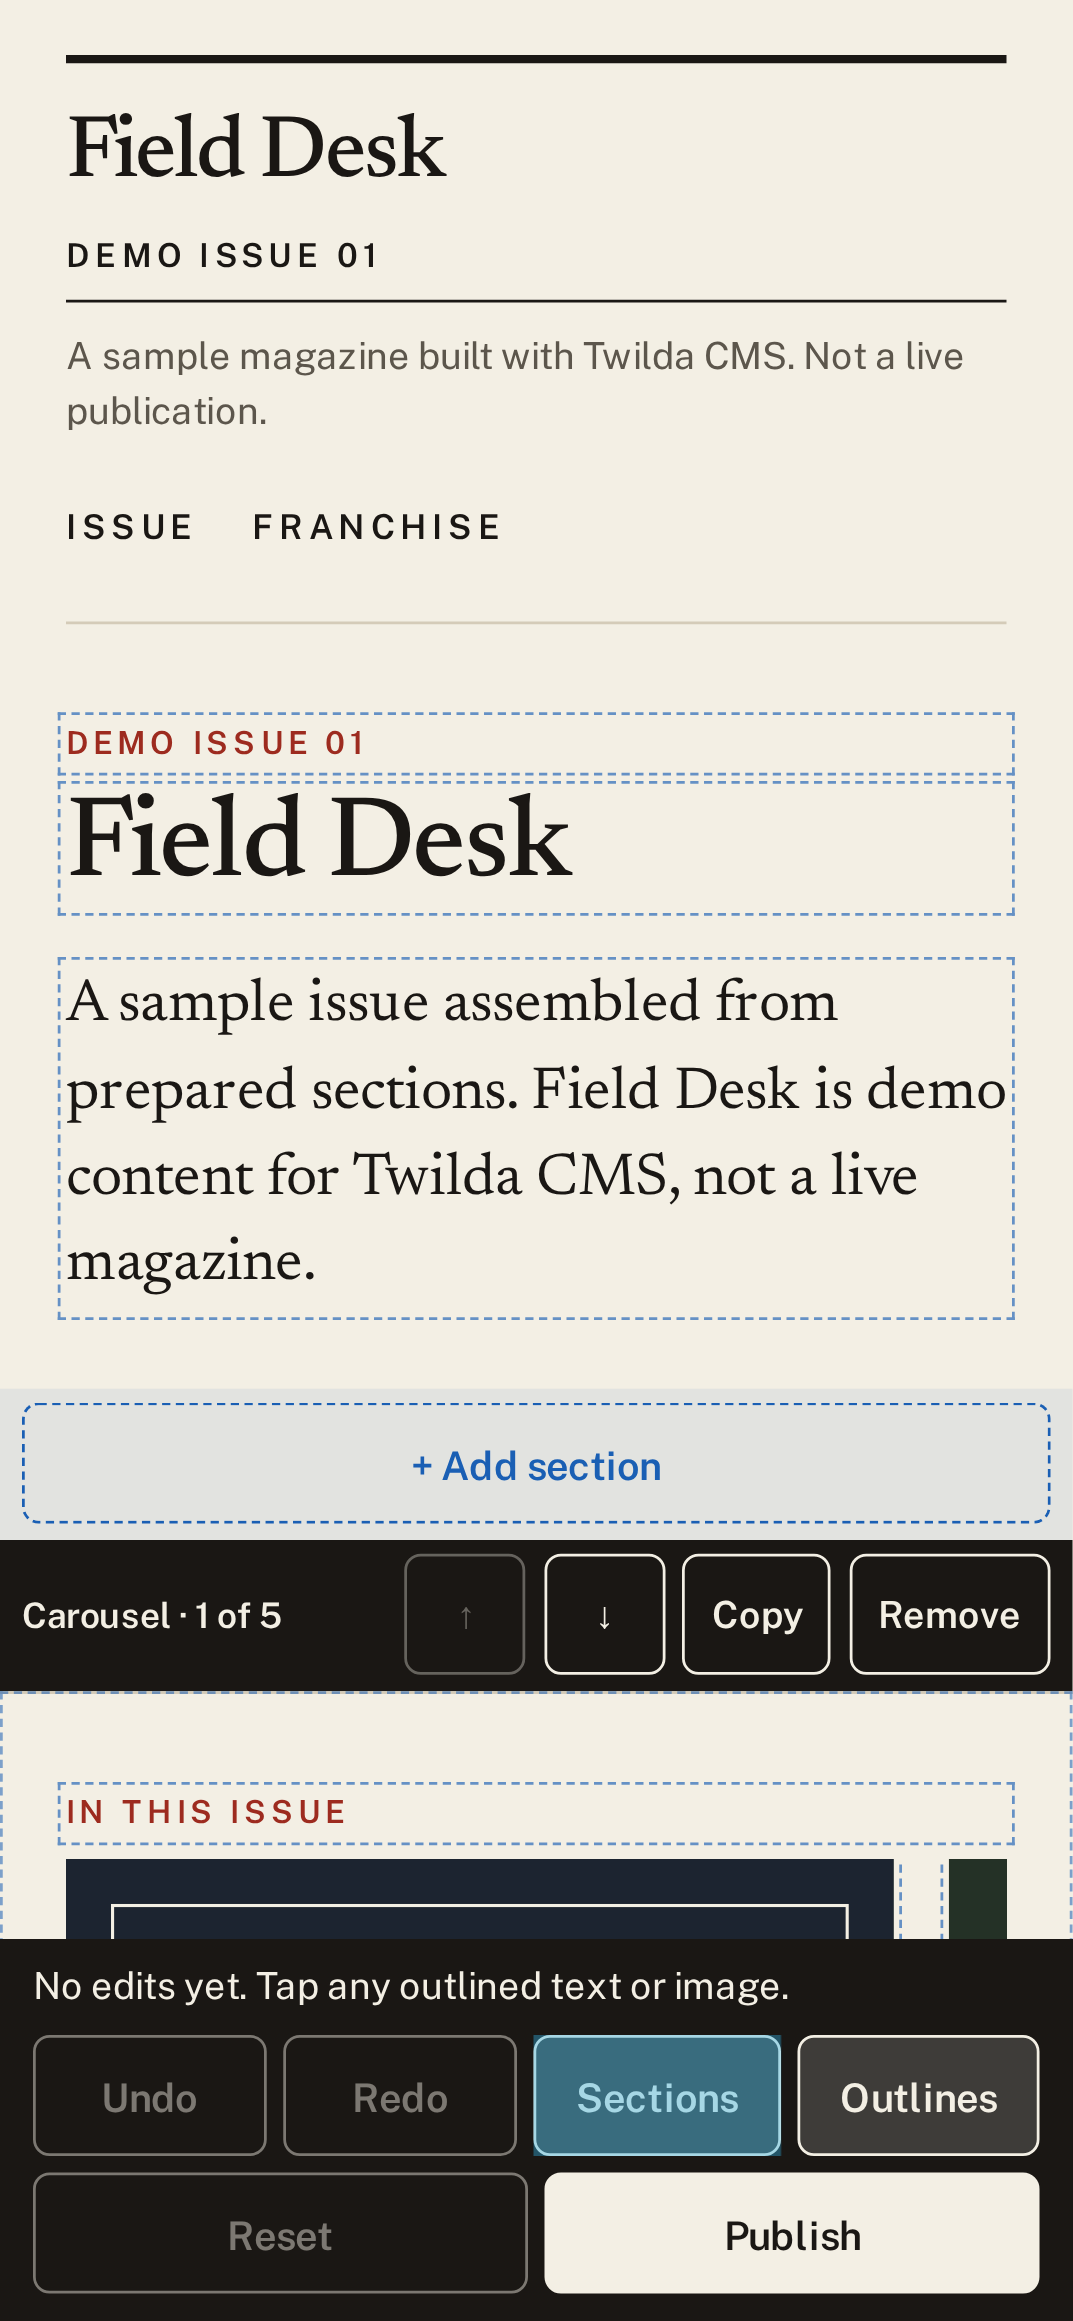 Field Desk
DEMO ISSUE 01
A sample magazine built with Twilda CMS. Not a live
publication.
ISSUE FRANCHISE
DEMO ISSUE 01
Field Desk
A sample issue assembled from
prepared sections. Field Desk is demo
content for Twilda CMS, not a live
magazine.
+ Add section
Carousel · 1 of 5 ↑ ↓ Copy Remove
IN THIS ISSUE
No edits yet. Tap any outlined text or image.
Undo Redo Sections Outlines
Reset Publish